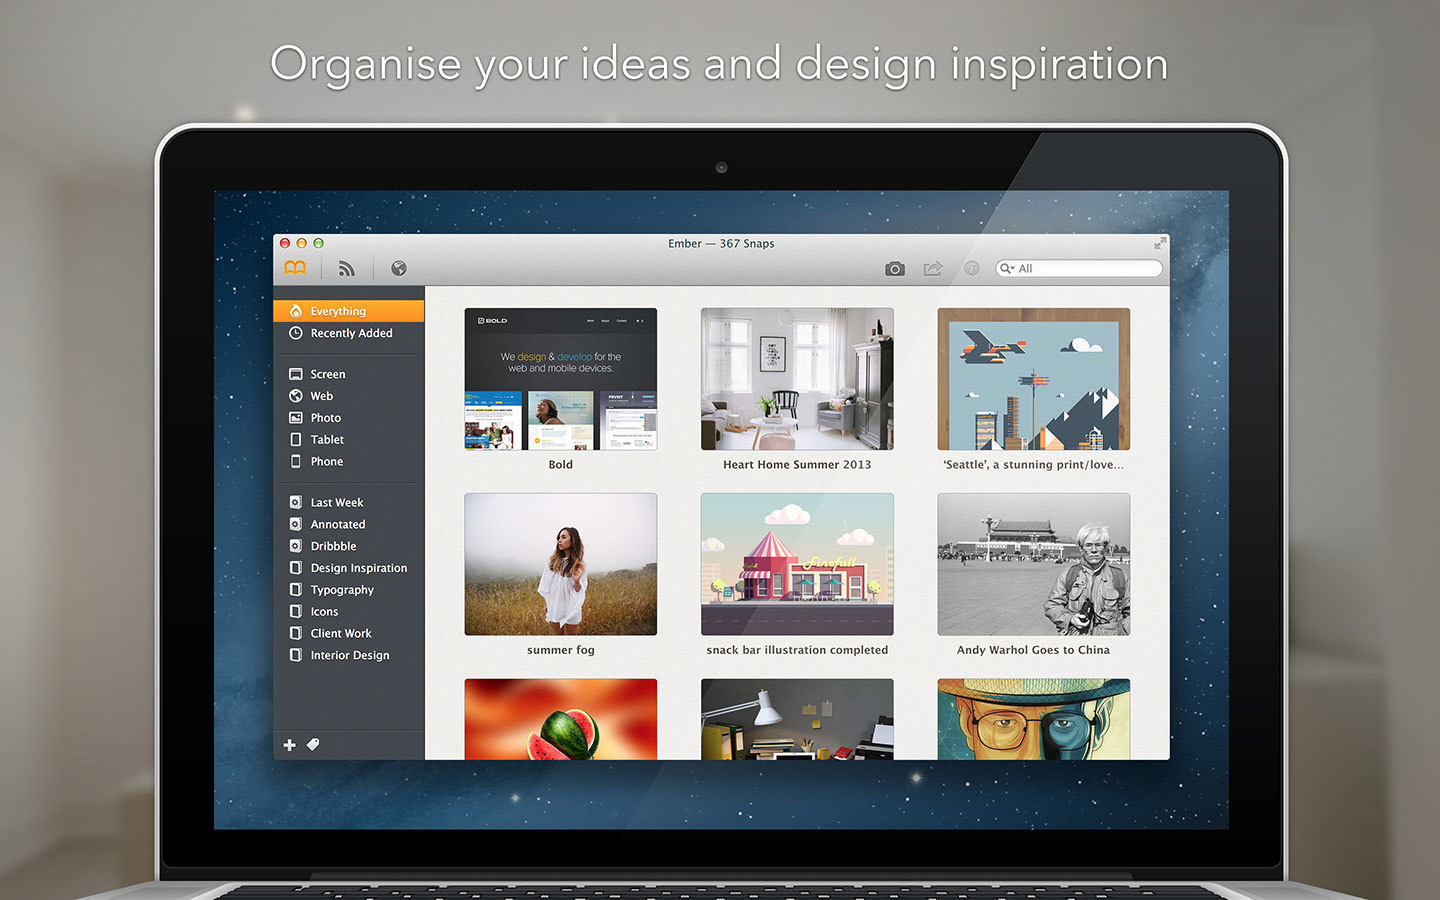 Organise your ideas and design inspiration
Ember — 367 Snaps
All
Everything
Recently Added
Screen
Web
Photo
Tablet
Phone
Last Week
Annotated
Dribbble
Design Inspiration
Typography
Icons
Client Work
Interior Design
BOLD
Work About Contact
We design & develop for the
web and mobile devices.
Bold
Heart Home Summer 2013
‘Seattle’, a stunning print/love...
summer fog
snack bar illustration completed
Andy Warhol Goes to China